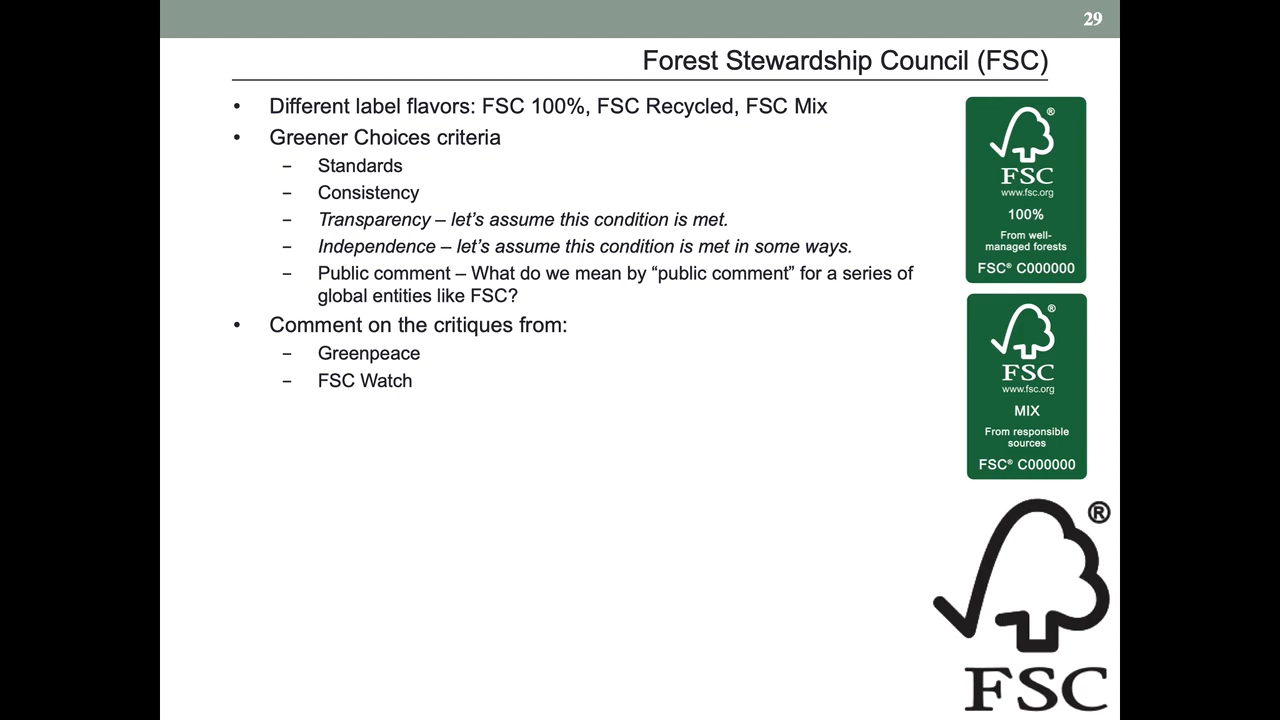 29
Forest Stewardship Council (FSC)
• Different label flavors: FSC 100%, FSC Recycled, FSC Mix
• Greener Choices criteria
– Standards
– Consistency
– Transparency – let’s assume this condition is met.
– Independence – let’s assume this condition is met in some ways.
– Public comment – What do we mean by “public comment” for a series of
global entities like FSC?
• Comment on the critiques from:
– Greenpeace
– FSC Watch
®
FSC
www.fsc.org
100%
From well-
managed forests
FSC® C000000
®
FSC
www.fsc.org
MIX
From responsible
sources
FSC® C000000
®
FSC